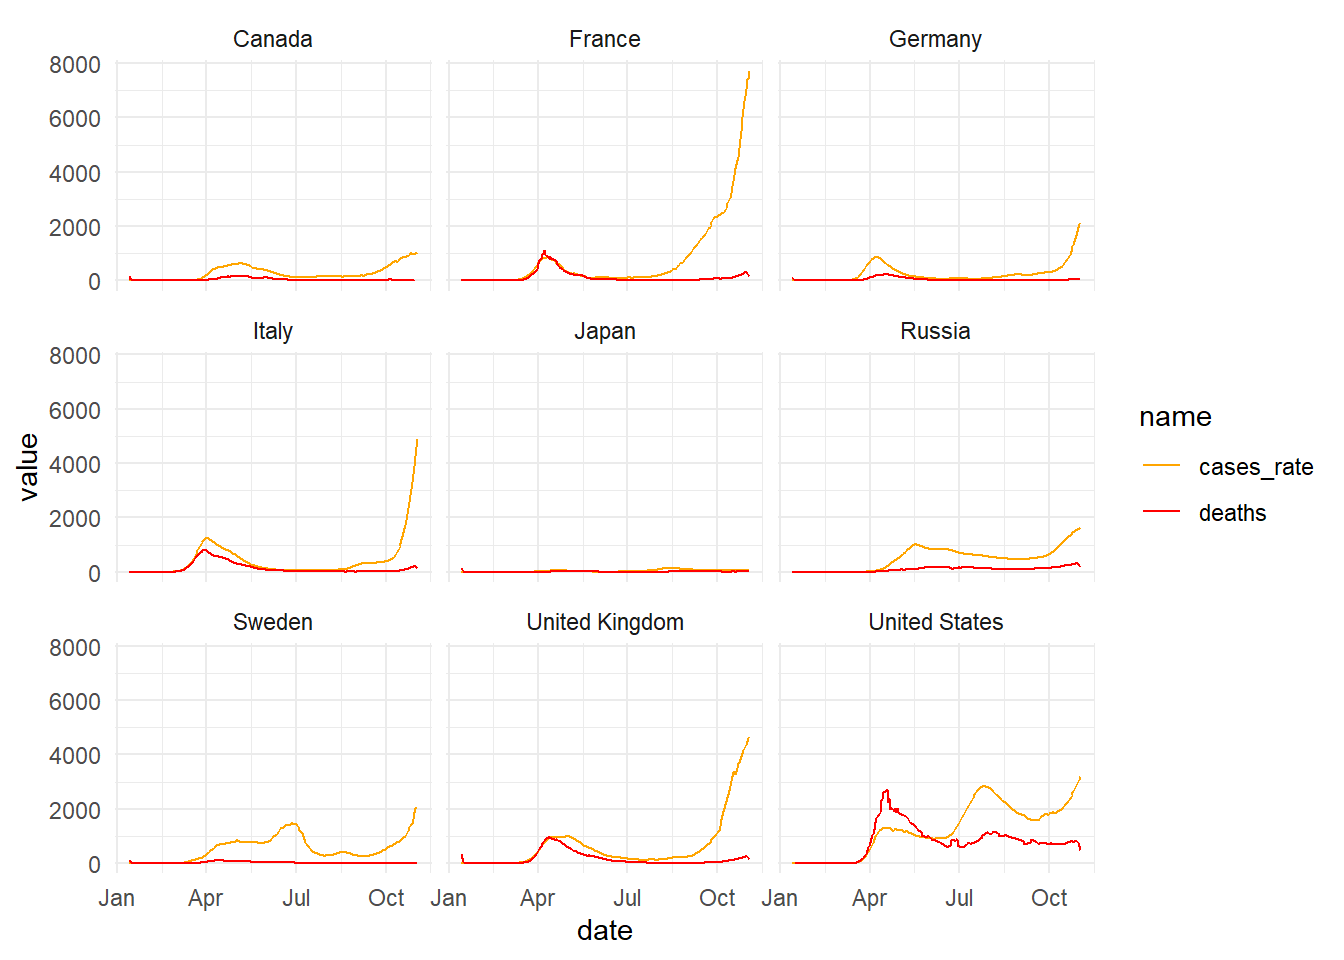 Canada France Germany
8000
6000
4000
2000
0
Italy Japan Russia
8000
6000
4000
2000
0
Sweden United Kingdom United States
8000
6000
4000
2000
0
Jan Apr Jul Oct Jan Apr Jul Oct Jan Apr Jul Oct
date
value
name
cases_rate
deaths